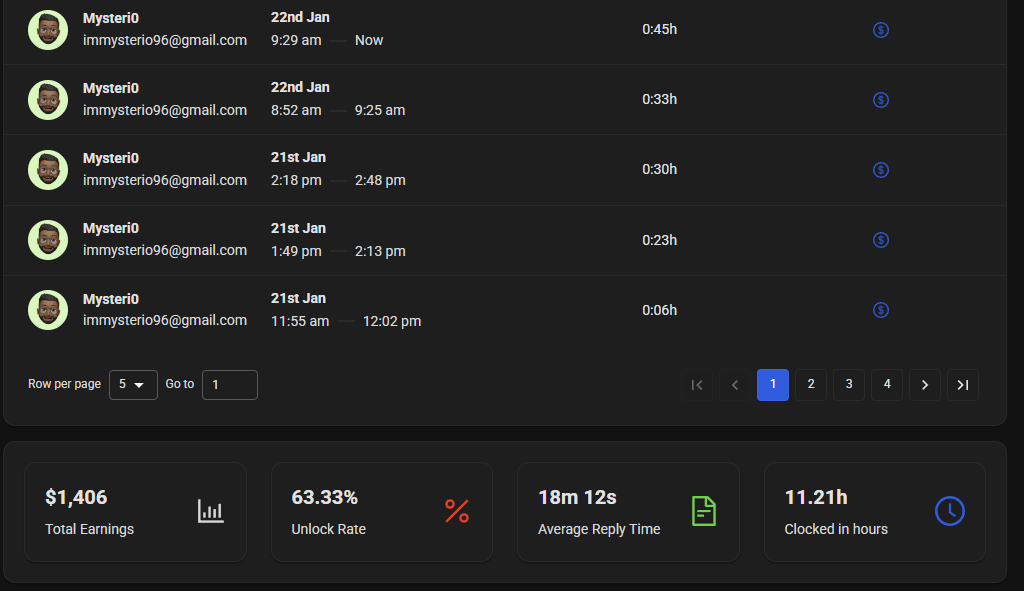 Mysteri0
immysterio96@gmail.com
22nd Jan
9:29 am — Now
0:45h
Mysteri0
immysterio96@gmail.com
22nd Jan
8:52 am — 9:25 am
0:33h
Mysteri0
immysterio96@gmail.com
21st Jan
2:18 pm — 2:48 pm
0:30h
Mysteri0
immysterio96@gmail.com
21st Jan
1:49 pm — 2:13 pm
0:23h
Mysteri0
immysterio96@gmail.com
21st Jan
11:55 am — 12:02 pm
0:06h
Row per page 5 Go to 1
1 2 3 4
$1,406
Total Earnings
63.33%
Unlock Rate
18m 12s
Average Reply Time
11.21h
Clocked in hours